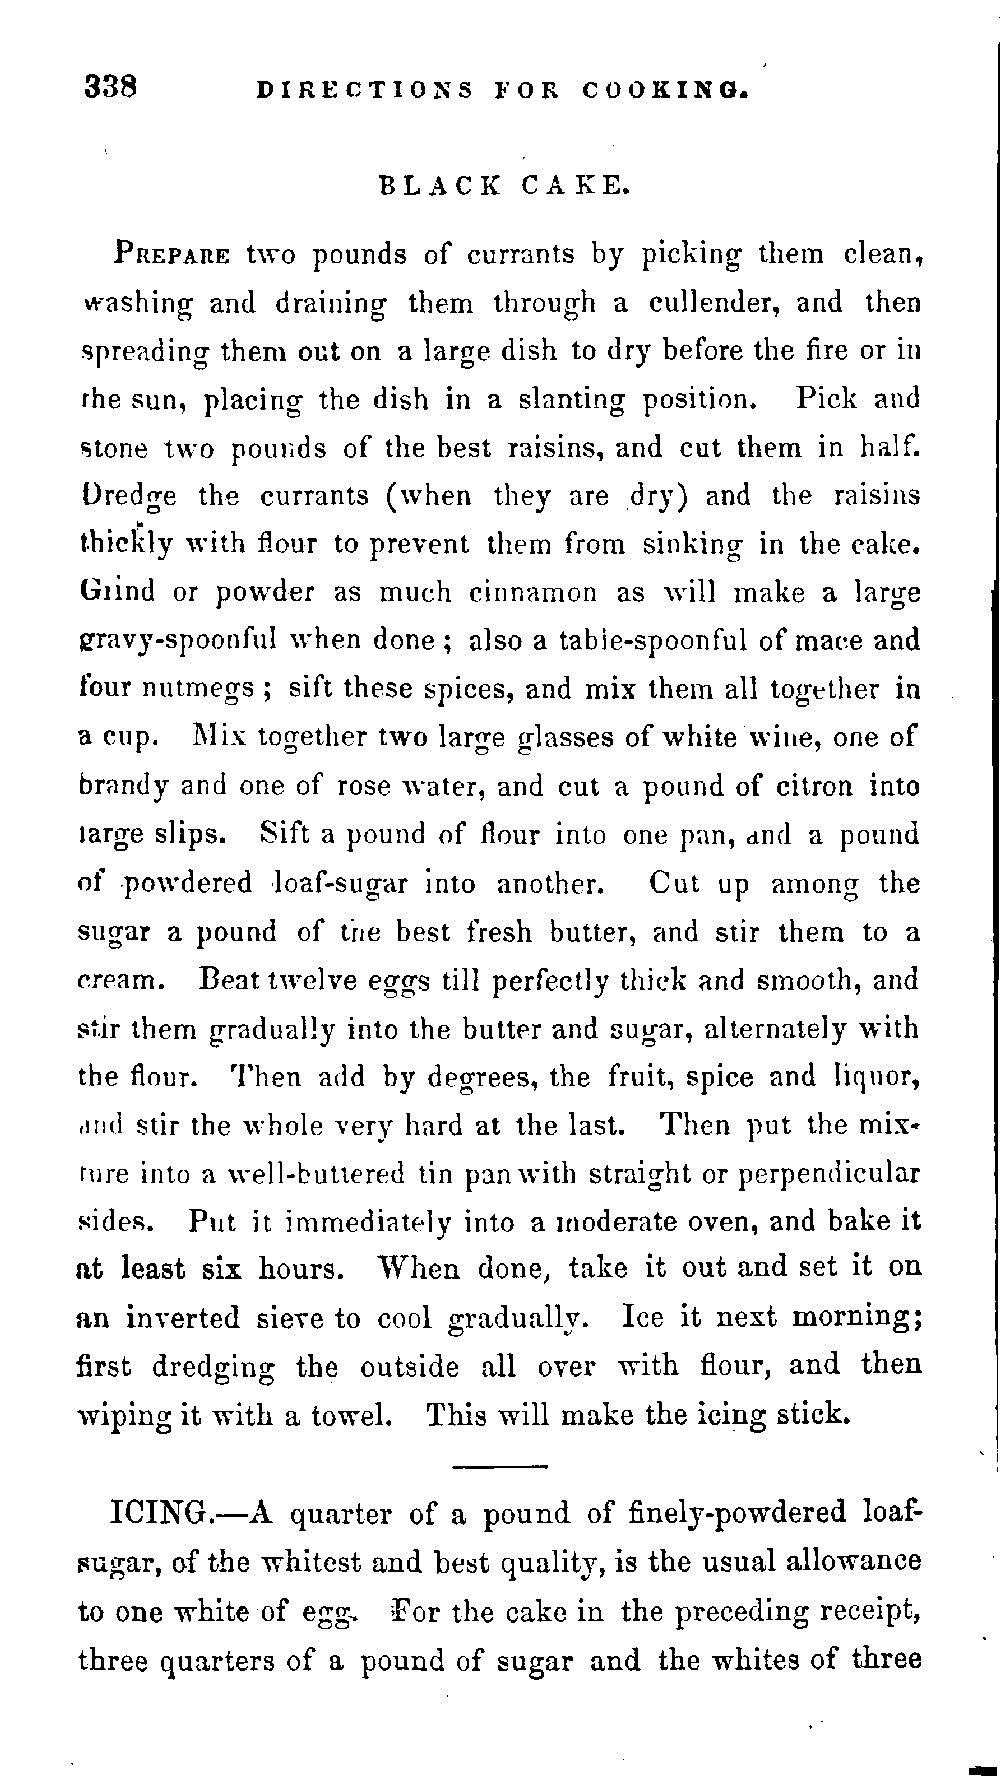 338 DIRECTIONS FOR COOKING.
BLACK CAKE.
PREPARE two pounds of currants by picking them clean,
washing and draining them through a cullender, and then
spreading them out on a large dish to dry before the fire or in
the sun, placing the dish in a slanting position. Pick and
stone two pounds of the best raisins, and cut them in half.
Dredge the currants (when they are dry) and the raisins
thickly with flour to prevent them from sinking in the cake.
Grind or powder as much cinnamon as will make a large
gravy-spoonful when done; also a table-spoonful of mace and
four nutmegs; sift these spices, and mix them all together in
a cup. Mix together two large glasses of white wine, one of
brandy and one of rose water, and cut a pound of citron into
large slips. Sift a pound of flour into one pan, and a pound
of powdered loaf-sugar into another. Cut up among the
sugar a pound of the best fresh butter, and stir them to a
cream. Beat twelve eggs till perfectly thick and smooth, and
stir them gradually into the butter and sugar, alternately with
the flour. Then add by degrees, the fruit, spice and liquor,
and stir the whole very hard at the last. Then put the mix-
ture into a well-buttered tin pan with straight or perpendicular
sides. Put it immediately into a moderate oven, and bake it
at least six hours. When done, take it out and set it on
an inverted sieve to cool gradually. Ice it next morning;
first dredging the outside all over with flour, and then
wiping it with a towel. This will make the icing stick.
ICING.—A quarter of a pound of finely-powdered loaf-
sugar, of the whitest and best quality, is the usual allowance
to one white of egg. For the cake in the preceding receipt,
three quarters of a pound of sugar and the whites of three